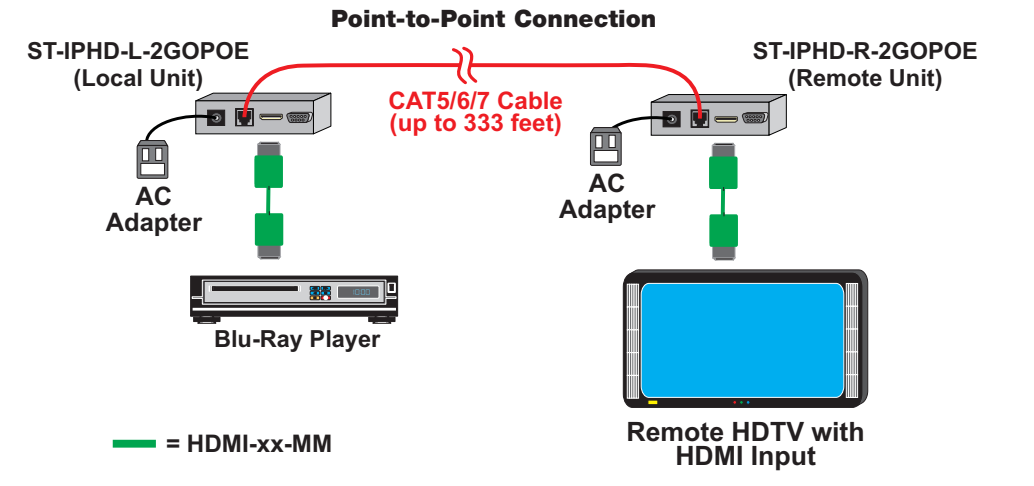 Point-to-Point Connection
ST-IPHD-L-2GOPOE
(Local Unit)
ST-IPHD-R-2GOPOE
(Remote Unit)
CAT5/6/7 Cable
(up to 333 feet)
AC
Adapter
AC
Adapter
Blu-Ray Player
= HDMI-xx-MM
Remote HDTV with
HDMI Input